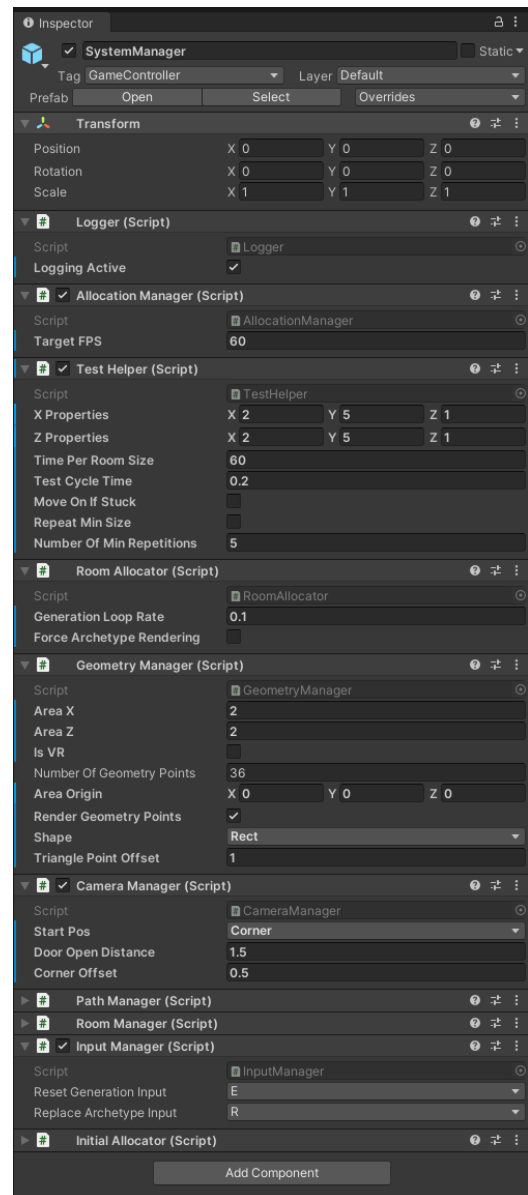 Inspector
SystemManager Static
Tag GameController Layer Default
Prefab Open Select Overrides
Transform
Position X 0 Y 0 Z 0
Rotation X 0 Y 0 Z 0
Scale X 1 Y 1 Z 1
# Logger (Script)
Script # Logger
Logging Active
# Allocation Manager (Script)
Script # AllocationManager
Target FPS 60
# Test Helper (Script)
Script # TestHelper
X Properties X 2 Y 5 Z 1
Z Properties X 2 Y 5 Z 1
Time Per Room Size 60
Test Cycle Time 0.2
Move On If Stuck
Repeat Min Size
Number Of Min Repetitions 5
# Room Allocator (Script)
Script # RoomAllocator
Generation Loop Rate 0.1
Force Archetype Rendering
# Geometry Manager (Script)
Script # GeometryManager
Area X 2
Area Z 2
Is VR
Number Of Geometry Points 36
Area Origin X 0 Y 0 Z 0
Render Geometry Points
Shape Rect
Triangle Point Offset 1
# Camera Manager (Script)
Script # CameraManager
Start Pos Corner
Door Open Distance 1.5
Corner Offset 0.5
# Path Manager (Script)
# Room Manager (Script)
# Input Manager (Script)
Script # InputManager
Reset Generation Input E
Replace Archetype Input R
# Initial Allocator (Script)
Add Component